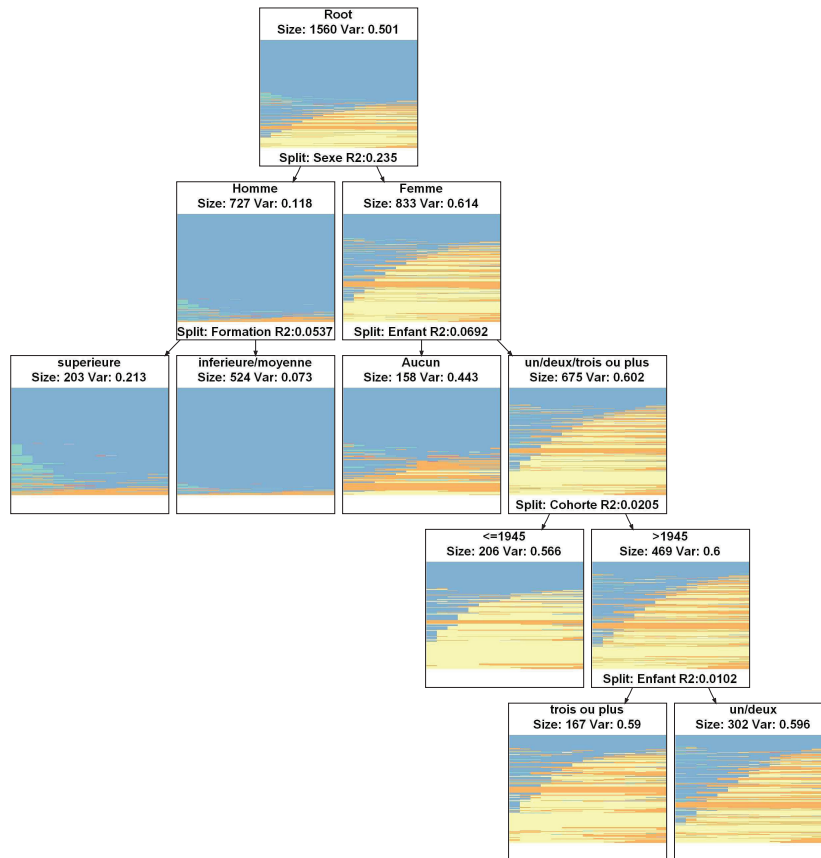 Root
Size: 1560 Var: 0.501
Split: Sexe R2:0.235
Homme
Size: 727 Var: 0.118
Split: Formation R2:0.0537
Femme
Size: 833 Var: 0.614
Split: Enfant R2:0.0692
superieure
Size: 203 Var: 0.213
inferieure/moyenne
Size: 524 Var: 0.073
Aucun
Size: 158 Var: 0.443
un/deux/trois ou plus
Size: 675 Var: 0.602
Split: Cohorte R2:0.0205
<=1945
Size: 206 Var: 0.566
>1945
Size: 469 Var: 0.6
Split: Enfant R2:0.0102
trois ou plus
Size: 167 Var: 0.59
un/deux
Size: 302 Var: 0.596